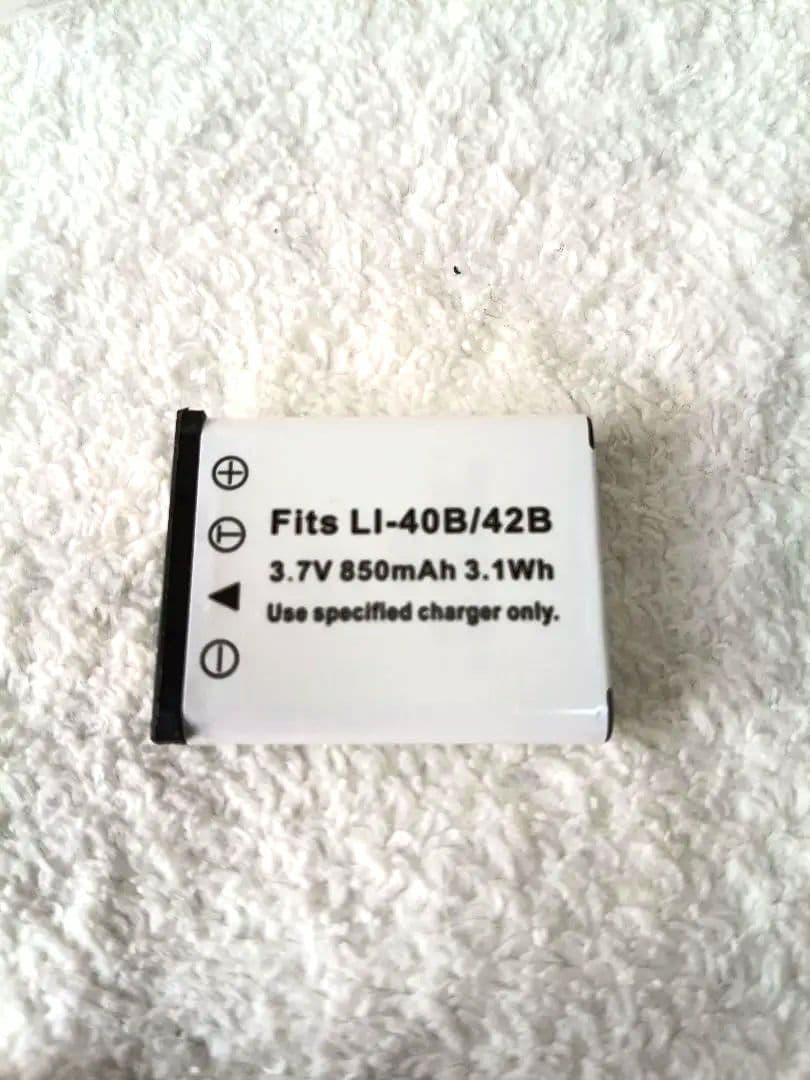 Fits LI-40B/42B
3.7V 850mAh 3.1Wh
Use specified charger only.